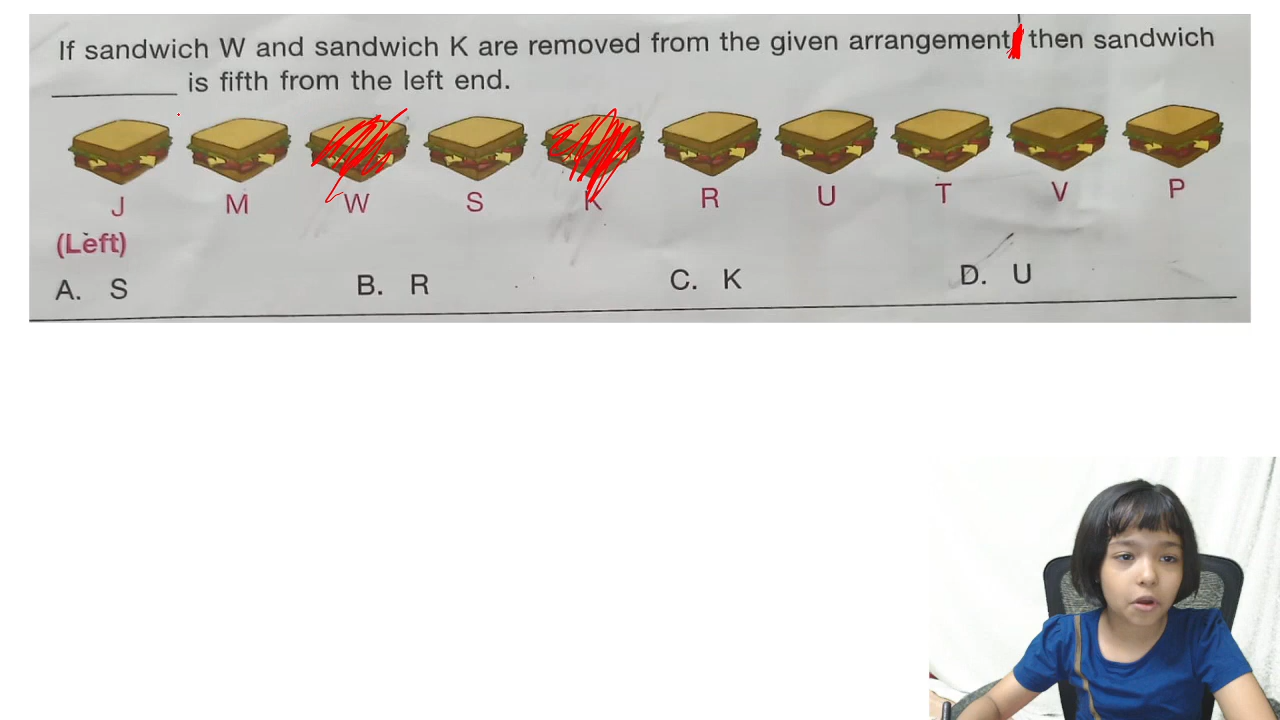 If sandwich W and sandwich K are removed from the given arrangement, then sandwich
__________ is fifth from the left end.
J M W S K R U T V P
(Left)
A. S B. R C. K D. U